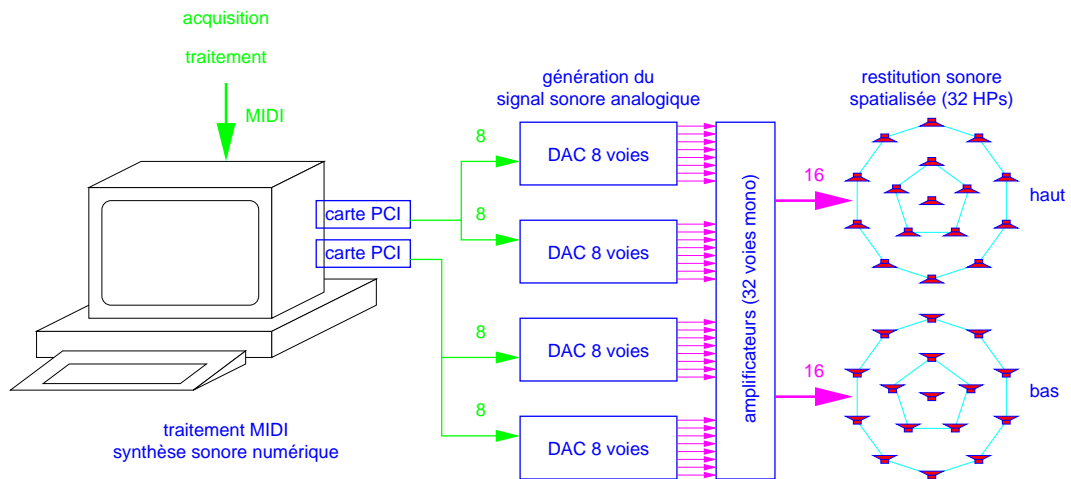 acquisition
traitement
MIDI
carte PCI
carte PCI
traitement MIDI
synthèse sonore numérique
8
8
8
8
génération du
signal sonore analogique
DAC 8 voies
DAC 8 voies
DAC 8 voies
DAC 8 voies
amplificateurs (32 voies mono)
16
16
restitution sonore
spatialisée (32 HPs)
haut
bas